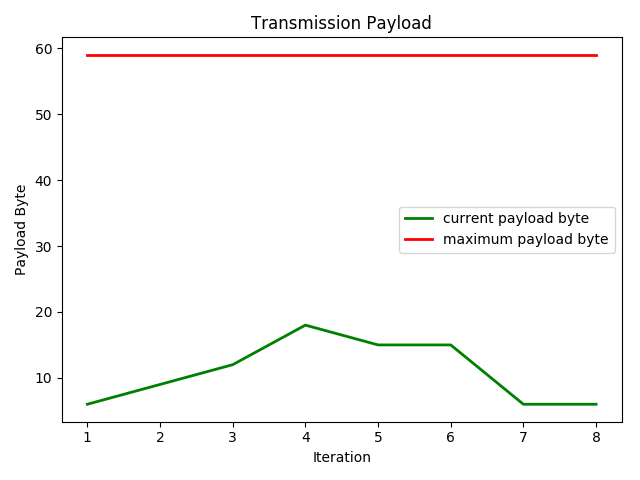 Transmission Payload
60
50
40
30
20
10
Payload Byte
current payload byte
maximum payload byte
1 2 3 4 5 6 7 8
Iteration